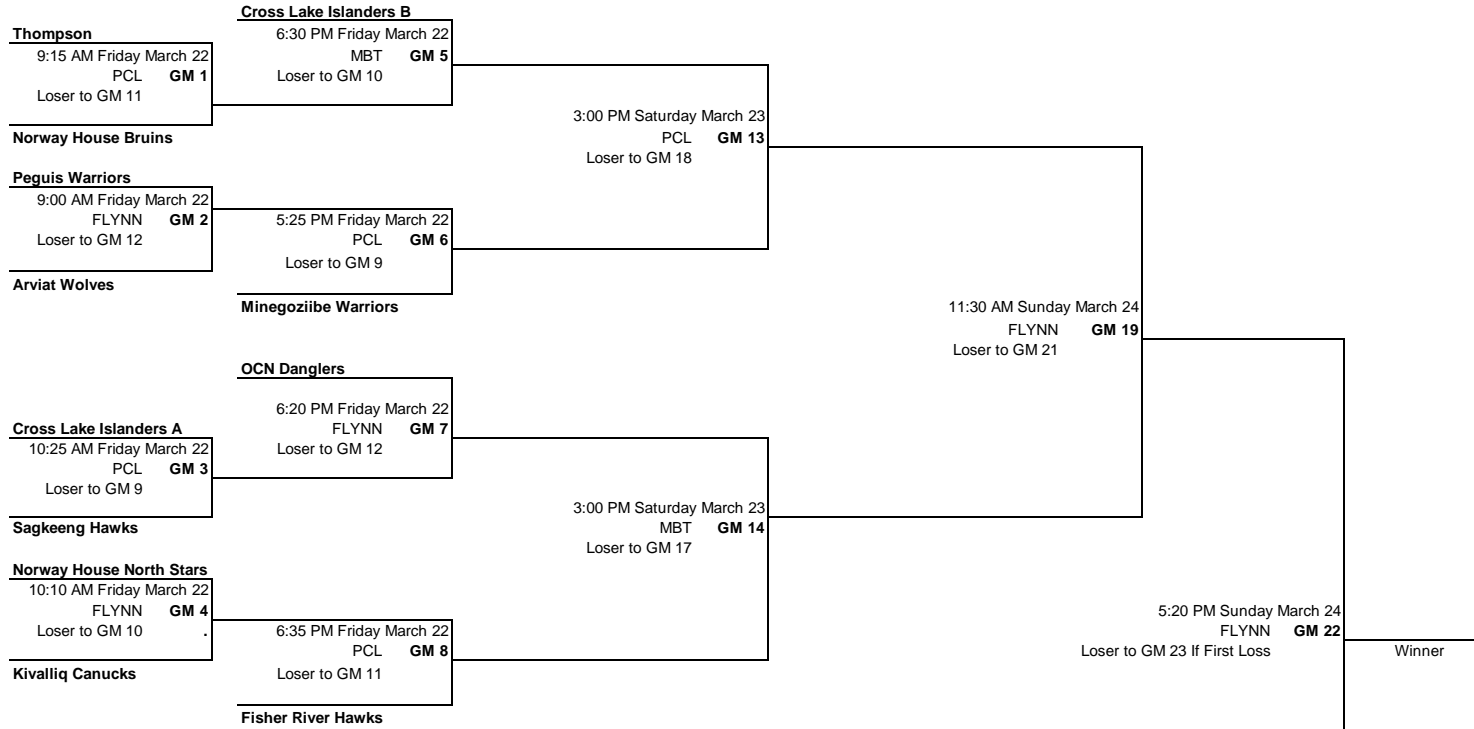 Cross Lake Islanders B
Thompson
6:30 PM Friday March 22
9:15 AM Friday March 22
MBT GM 5
PCL GM 1
Loser to GM 10
Loser to GM 11
3:00 PM Saturday March 23
Norway House Bruins
PCL GM 13
Loser to GM 18
Peguis Warriors
9:00 AM Friday March 22
FLYNN GM 2
5:25 PM Friday March 22
Loser to GM 12
PCL GM 6
Loser to GM 9
Arviat Wolves
Minegoziibe Warriors
11:30 AM Sunday March 24
FLYNN GM 19
Loser to GM 21
OCN Danglers
6:20 PM Friday March 22
Cross Lake Islanders A
FLYNN GM 7
10:25 AM Friday March 22
Loser to GM 12
PCL GM 3
Loser to GM 9
3:00 PM Saturday March 23
Sagkeeng Hawks
MBT GM 14
Loser to GM 17
Norway House North Stars
10:10 AM Friday March 22
FLYNN GM 4
5:20 PM Sunday March 24
Loser to GM 10 .
6:35 PM Friday March 22
FLYNN GM 22
PCL GM 8
Loser to GM 23 If First Loss
Winner
Kivalliq Canucks
Loser to GM 11
Fisher River Hawks